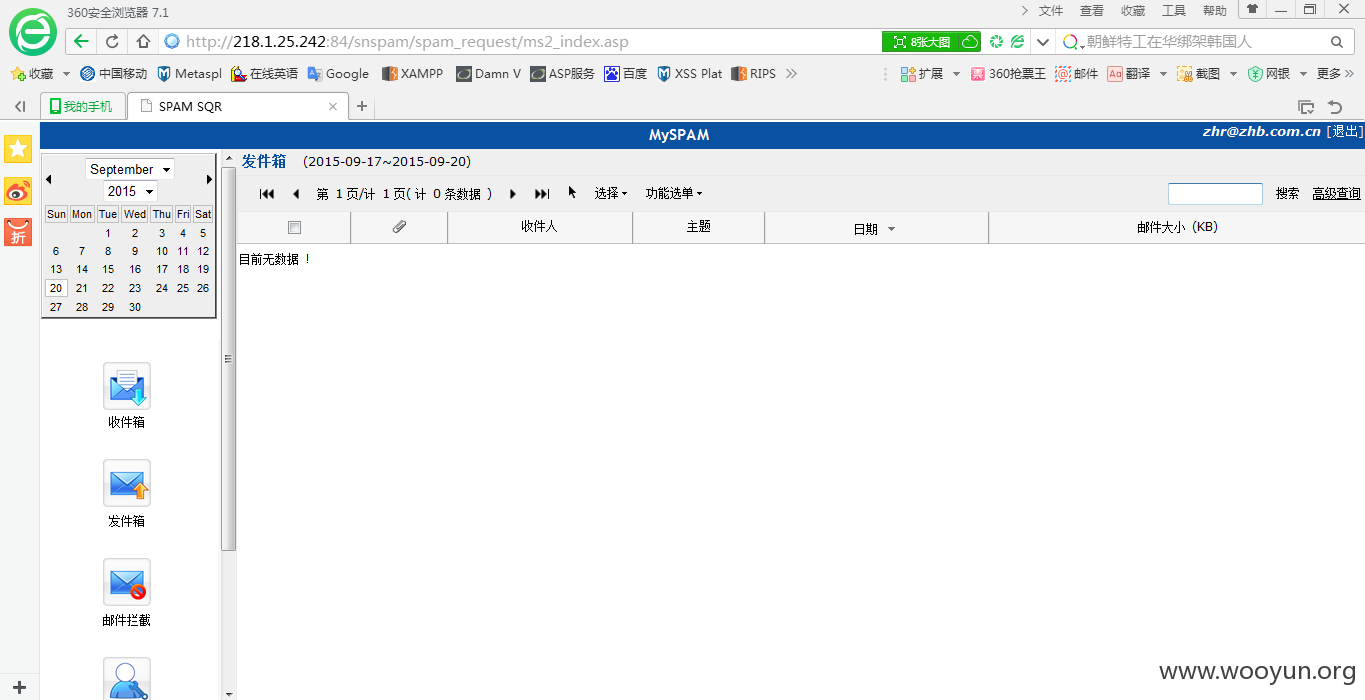 360安全浏览器 7.1
文件 查看 收藏 工具 帮助
http://218.1.25.242:84/snspam/spam_request/ms2_index.asp
8张大图
朝鲜特工在华绑架韩国人
收藏 中国移动 Metaspl 在线英语 Google XAMPP Damn V ASP服务 百度 XSS Plat RIPS
扩展 360抢票王 邮件 Aa 翻译 截图 网银 更多
我的手机
SPAM SQR
MySPAM
zhr@zhb.com.cn [退出]
折
September
2015
Sun Mon Tue Wed Thu Fri Sat
1 2 3 4 5
6 7 8 9 10 11 12
13 14 15 16 17 18 19
20 21 22 23 24 25 26
27 28 29 30
收件箱
发件箱
邮件拦截
发件箱 (2015-09-17~2015-09-20)
第 1 页/计 1 页( 计 0 条数据 )
选择 功能选单
搜索 高级查询
收件人 主题 日期 邮件大小 (KB)
目前无数据 !
www.wooyun.org